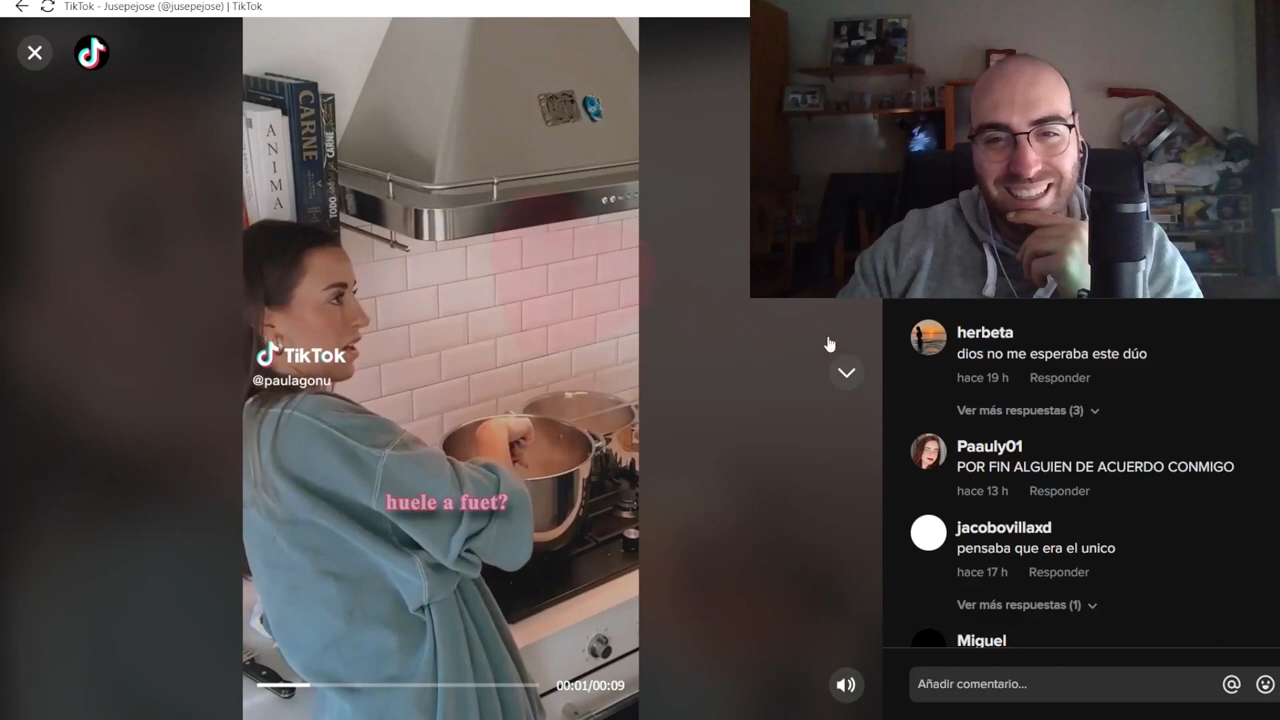 TikTok - Jusepejose (@jusepejose) | TikTok
ANIMA
CARNE
CARNE
TODO
TikTok
@paulagonu
huele a fuet?
00:01/00:09
herbeta
dios no me esperaba este dúo
hace 19 h Responder
Ver más respuestas (3)
Paauly01
POR FIN ALGUIEN DE ACUERDO CONMIGO
hace 13 h Responder
jacobovillaxd
pensaba que era el unico
hace 17 h Responder
Ver más respuestas (1)
Miguel
Añadir comentario...